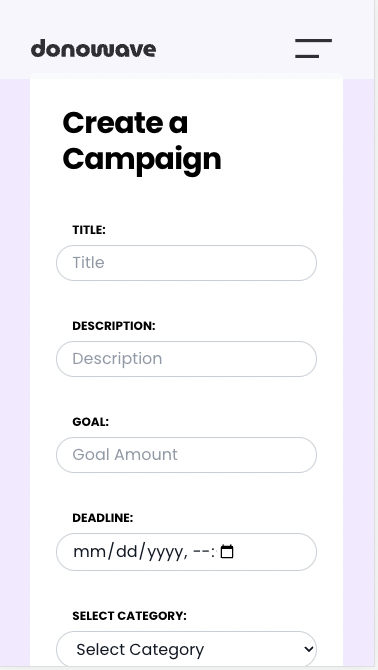 donowave
Create a
Campaign
TITLE:
Title
DESCRIPTION:
Description
GOAL:
Goal Amount
DEADLINE:
mm/dd/yyyy, --:
SELECT CATEGORY:
Select Category